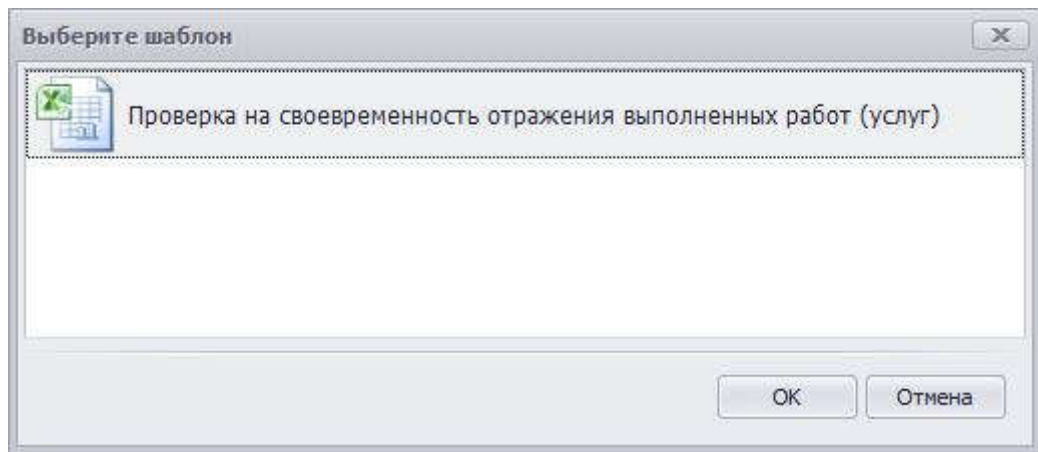 Выберите шаблон
Проверка на своевременность отражения выполненных работ (услуг)
OK
Отмена